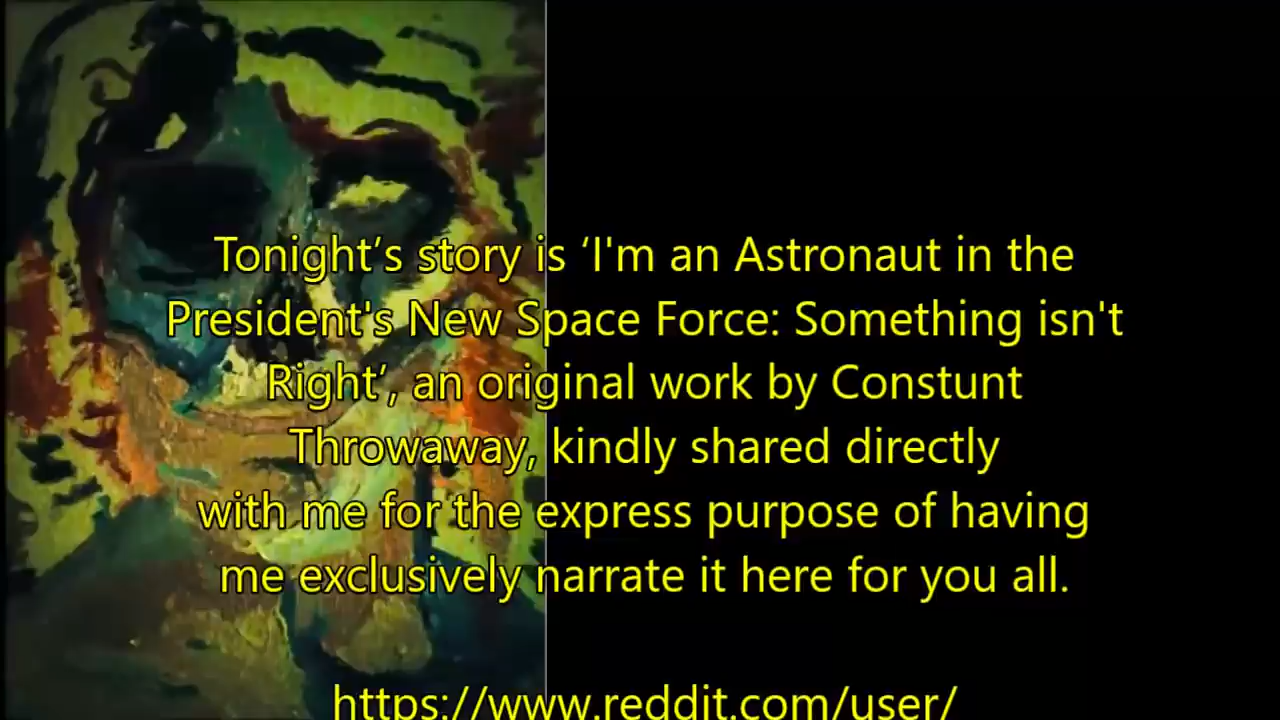 Tonight’s story is ‘I'm an Astronaut in the
President's New Space Force: Something isn't
Right’, an original work by Constunt
Throwaway, kindly shared directly
with me for the express purpose of having
me exclusively narrate it here for you all.
https://www.reddit.com/user/